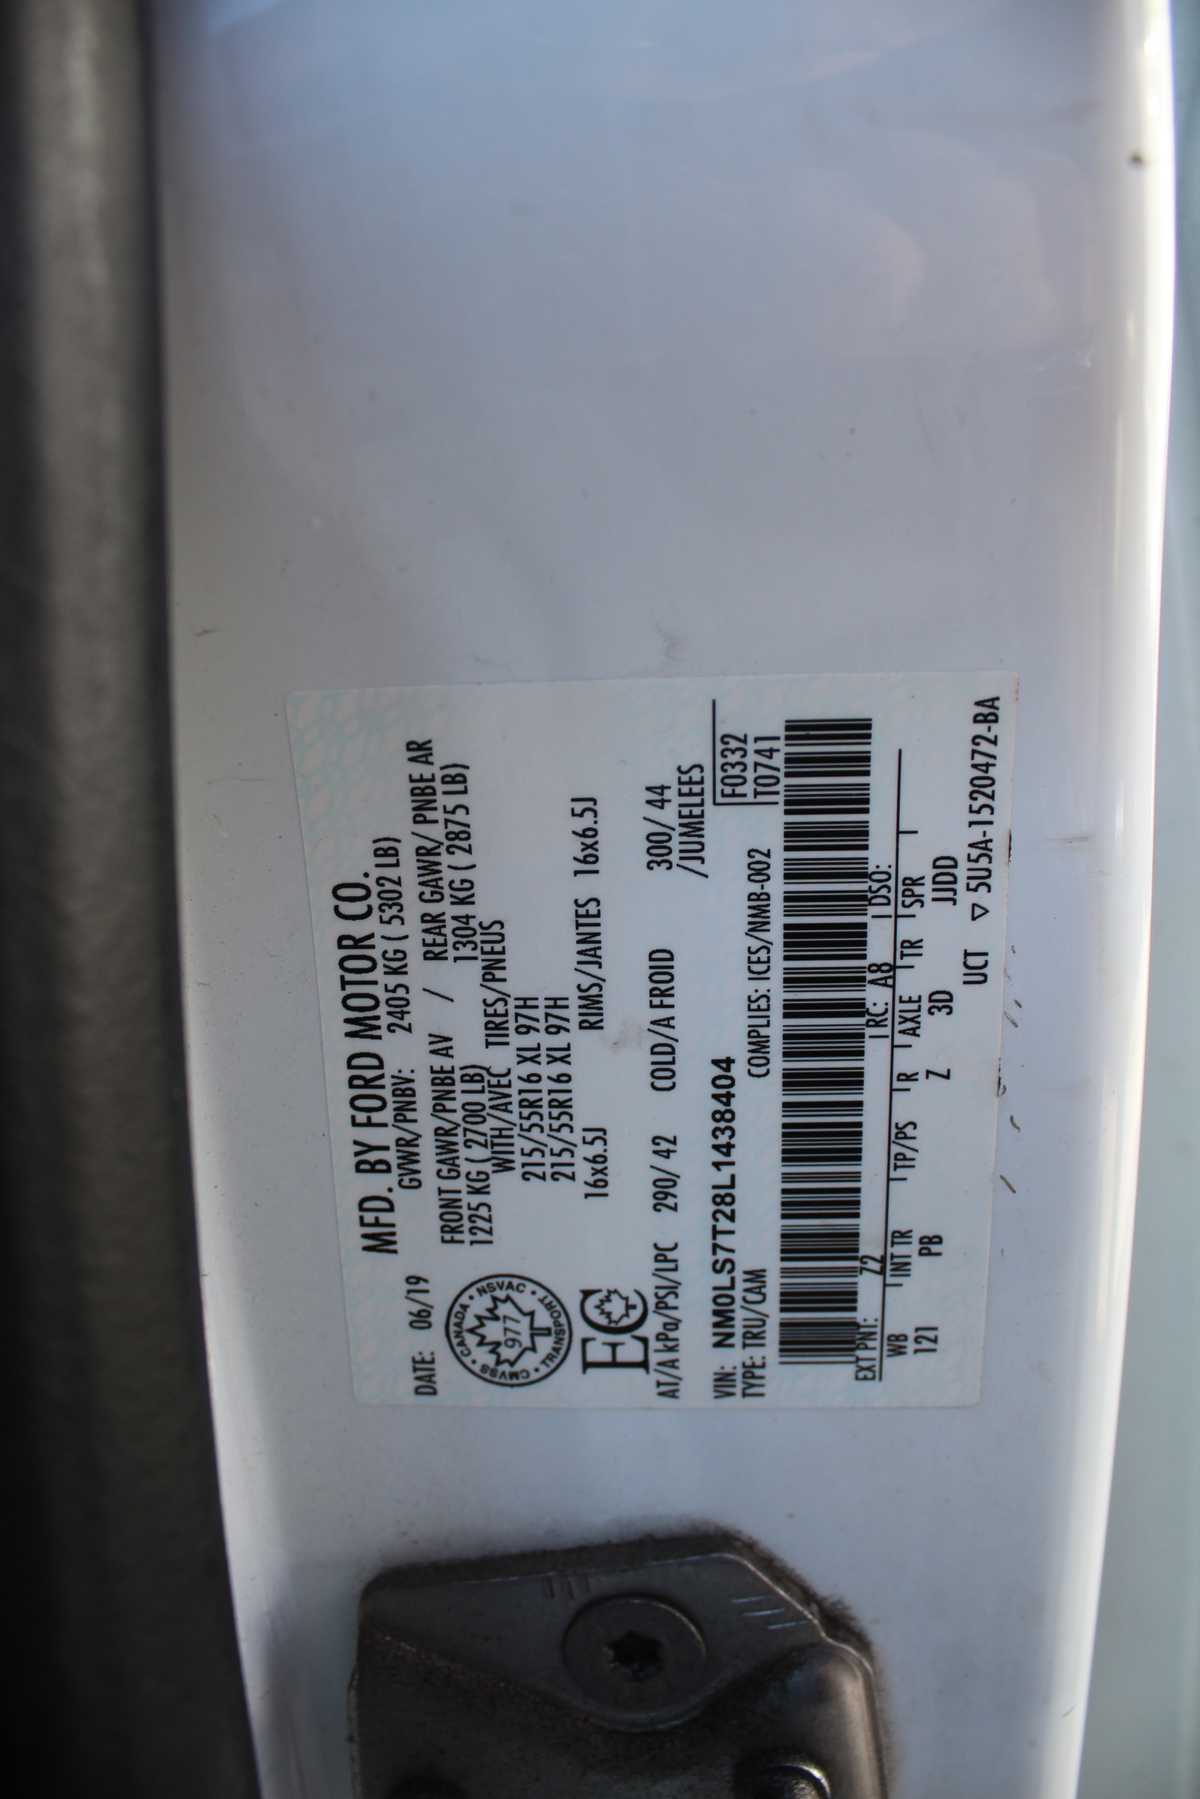 MFD. BY FORD MOTOR CO.
DATE: 06/19 GVWR/PNBV: 2405 KG ( 5302 LB)
FRONT GAWR/PNBE AV / REAR GAWR/ PNBE AR
1225 KG ( 2700 LB) 1304 KG ( 2875 LB)
WITH/AVEC TIRES/PNEUS
215/55R16 XL 97H
215/55R16 XL 97H
16x6.5J RIMS/JANTES 16x6.5J
CANADA • NSVAC • TRANSPORT • CMVSS •
977
EC
AT/A kPa/PSI/LPC 290/ 42 COLD/A FROID 300/ 44
/JUMELEES
VIN: NM0LS7T28L1438404
TYPE: TRU/CAM COMPLIES: ICES/NMB-002
F0332
T0741
EXT PNT: Z2 RC: A8 DSO:
WB INT TR TP/PS R AXLE TR SPR
121 PB Z 3D JJDD
UCT ▽ 5U5A-1520472-BA